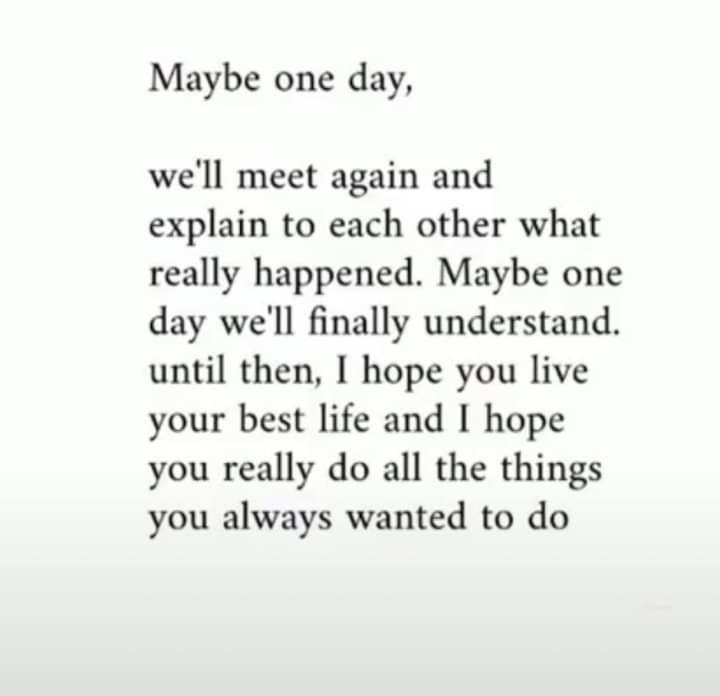 Maybe one day,
we'll meet again and
explain to each other what
really happened. Maybe one
day we'll finally understand.
until then, I hope you live
your best life and I hope
you really do all the things
you always wanted to do